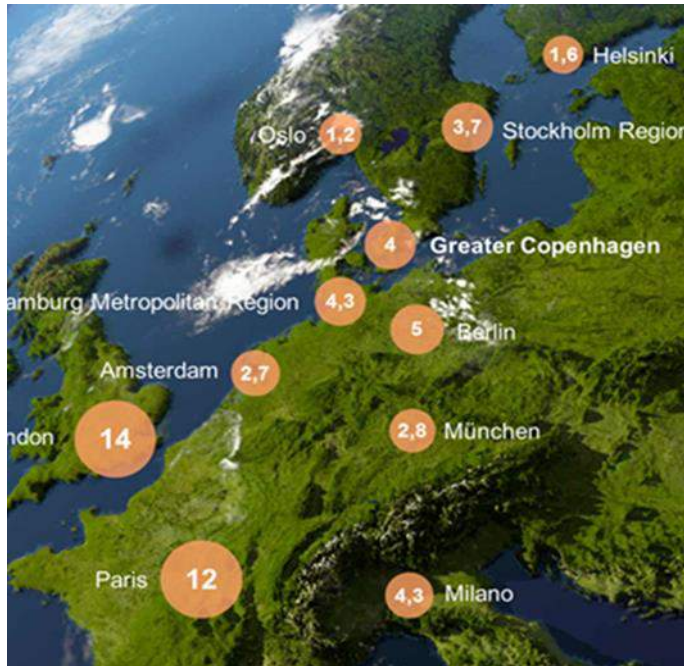 1,6 Helsinki
Oslo 1,2
3,7 Stockholm Region
4 Greater Copenhagen
amburg Metropolitan Region 4,3
5 Berlin
Amsterdam 2,7
ndon 14
2,8 München
Paris 12
4,3 Milano